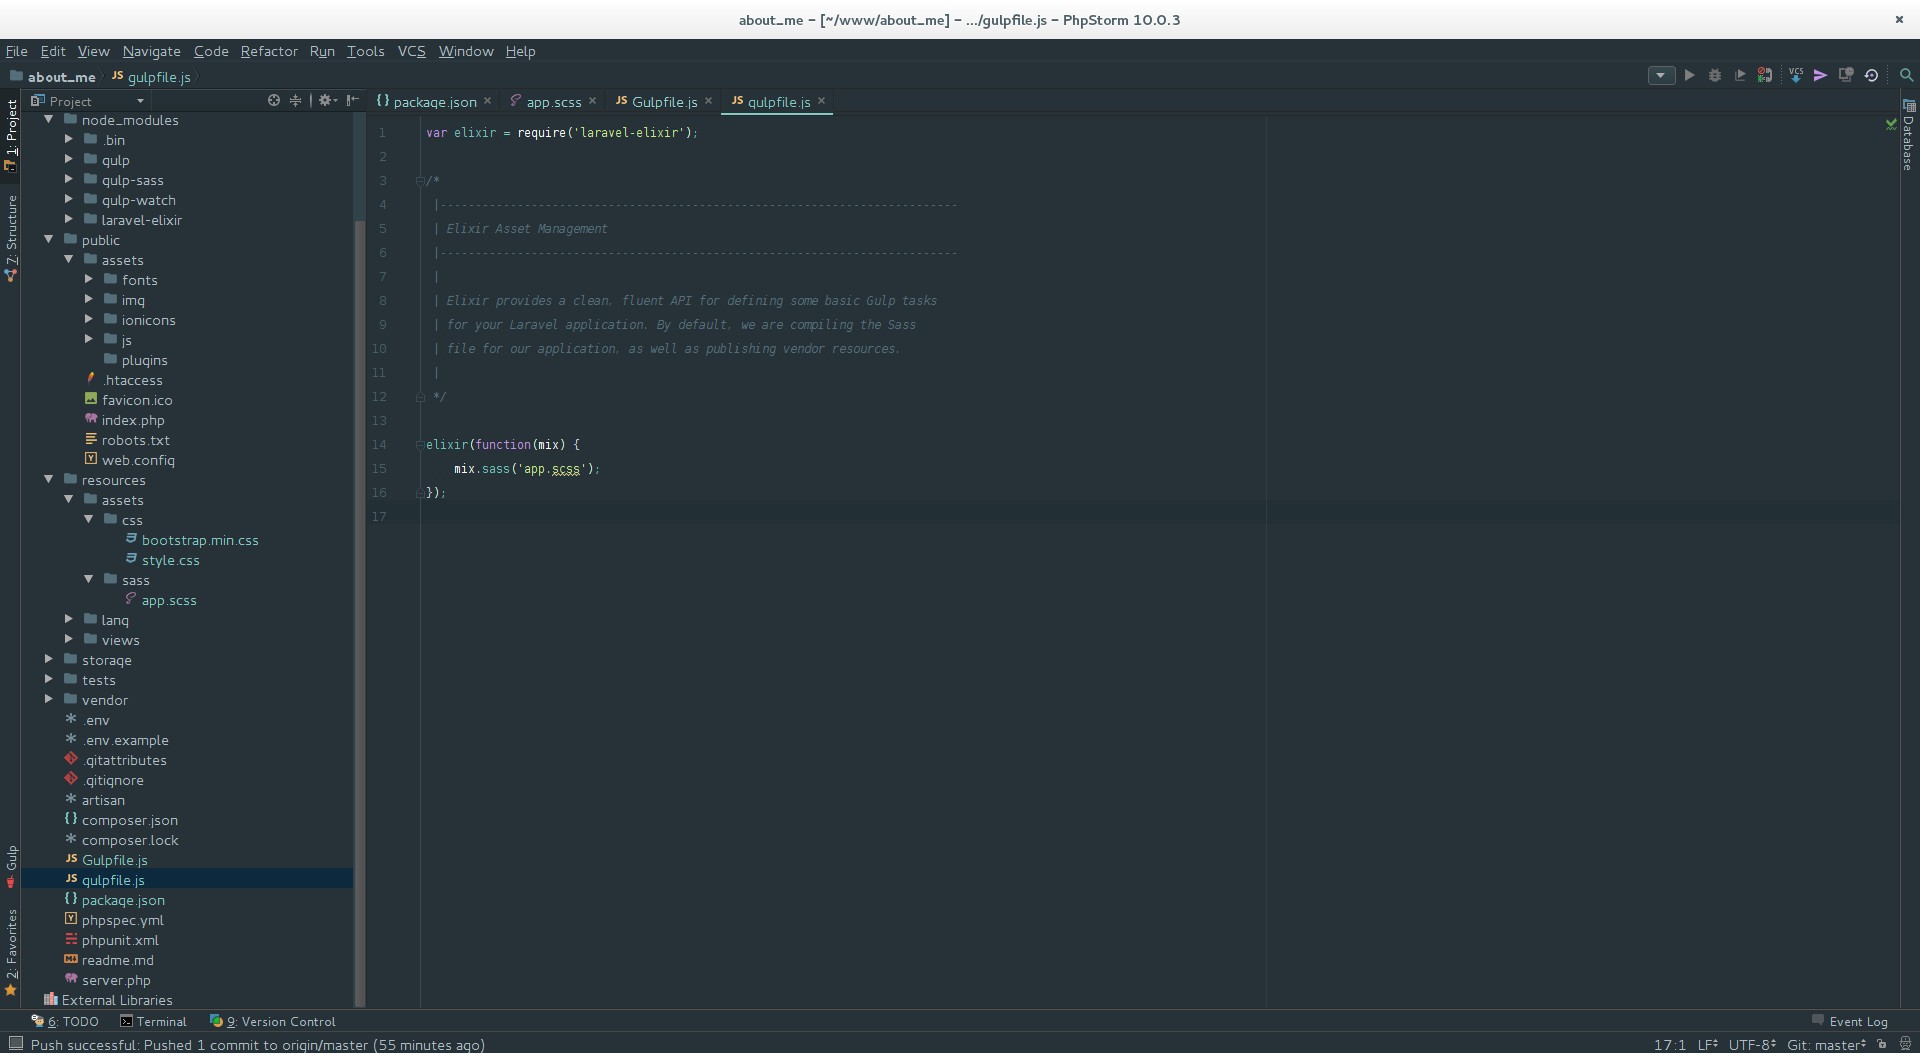 about_me – [~/www/about_me] – .../gulpfile.js – PhpStorm 10.0.3
File Edit View Navigate Code Refactor Run Tools VCS Window Help
about_me gulpfile.js
VCS
1: Project
7: Structure
Gulp
2: Favorites
Project
package.json
app.scss
Gulpfile.js
gulpfile.js
node_modules
.bin
gulp
gulp-sass
gulp-watch
laravel-elixir
public
assets
fonts
img
ionicons
js
plugins
.htaccess
favicon.ico
index.php
robots.txt
web.config
resources
assets
css
bootstrap.min.css
style.css
sass
app.scss
lang
views
storage
tests
vendor
.env
.env.example
.gitattributes
.gitignore
artisan
composer.json
composer.lock
Gulpfile.js
gulpfile.js
package.json
phpspec.yml
phpunit.xml
readme.md
server.php
External Libraries
1 var elixir = require('laravel-elixir');
2
3 /*
4 |--------------------------------------------------------------------------
5 | Elixir Asset Management
6 |--------------------------------------------------------------------------
7 |
8 | Elixir provides a clean, fluent API for defining some basic Gulp tasks
9 | for your Laravel application. By default, we are compiling the Sass
10 | file for our application, as well as publishing vendor resources.
11 |
12 */
13
14 elixir(function(mix) {
15 mix.sass('app.scss');
16 });
17
Database
6: TODO Terminal 9: Version Control Event Log
Push successful: Pushed 1 commit to origin/master (55 minutes ago) 17:1 LF UTF-8 Git: master